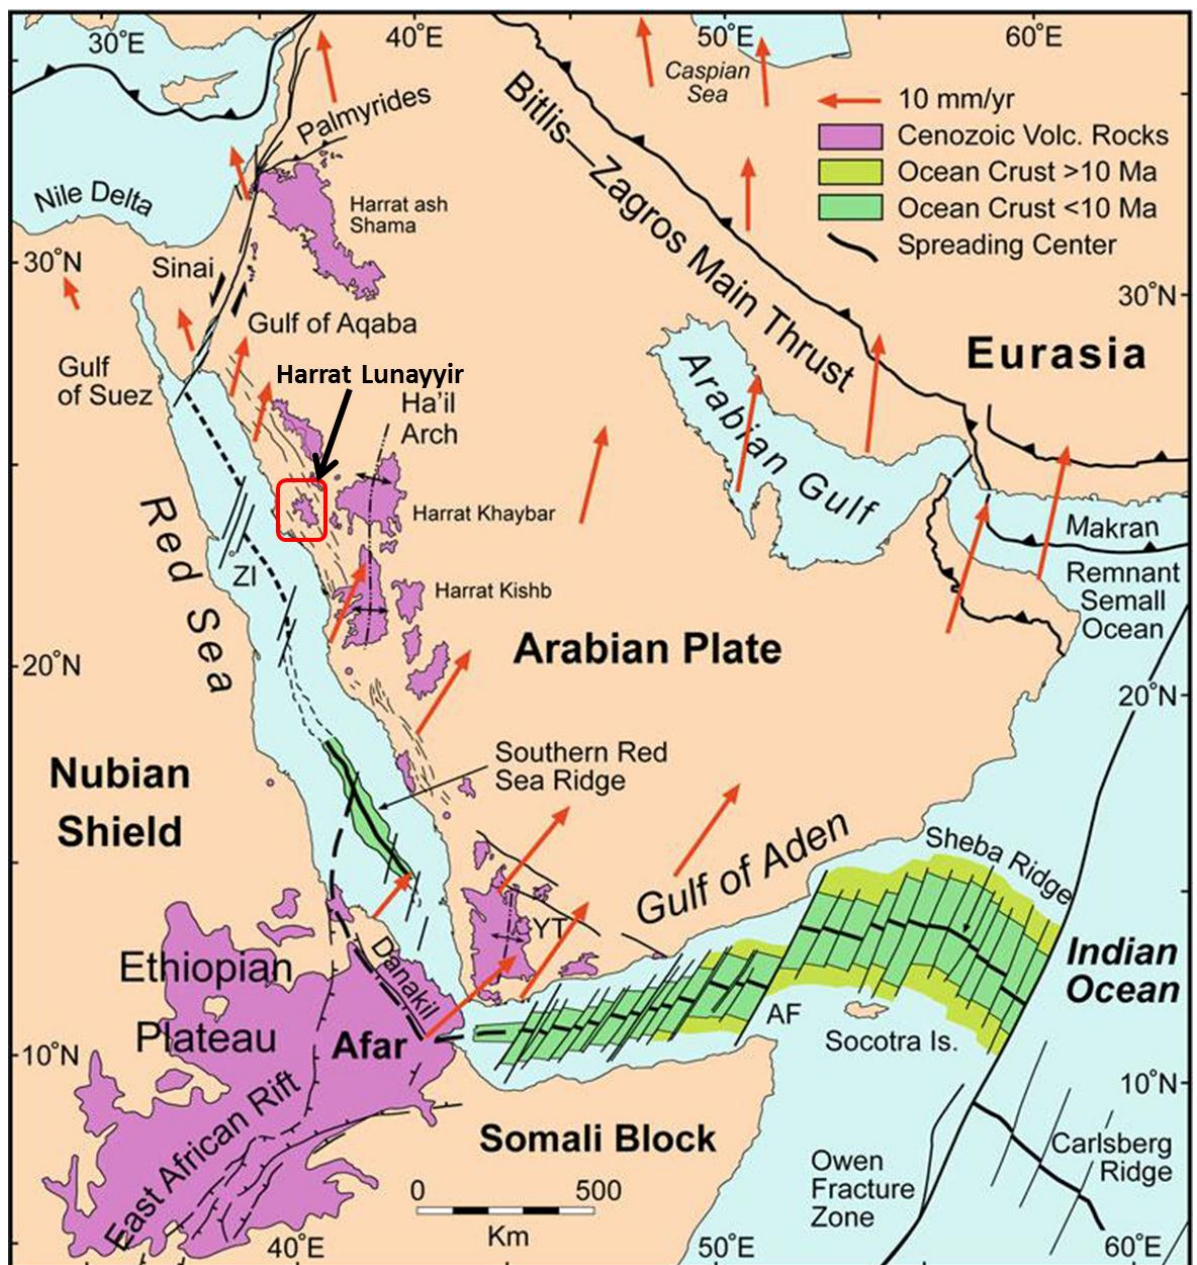 30°E
40°E
50°E
60°E
Caspian
Sea
10 mm/yr
Cenozoic Volc. Rocks
Ocean Crust >10 Ma
Ocean Crust <10 Ma
Spreading Center
Palmyrides
Bitlis—Zagros Main Thrust
Nile Delta
Harrat ash
Shama
30°N
Sinai
30°N
Gulf of Aqaba
Gulf
of Suez
Eurasia
Harrat Lunayyir
Ha'il
Arch
Arabian Gulf
Harrat Khaybar
Red Sea
ZI
Makran
Remnant
Semall
Ocean
Harrat Kishb
Arabian Plate
20°N
20°N
Southern Red
Sea Ridge
Nubian
Shield
Gulf of Aden
Sheba Ridge
YT
Danakil
Ethiopian
Plateau
Indian
Ocean
Afar
AF
Socotra Is.
10°N
10°N
East African Rift
Somali Block
Carlsberg
Ridge
Owen
Fracture
Zone
0 500
Km
40°E
50°E
60°E